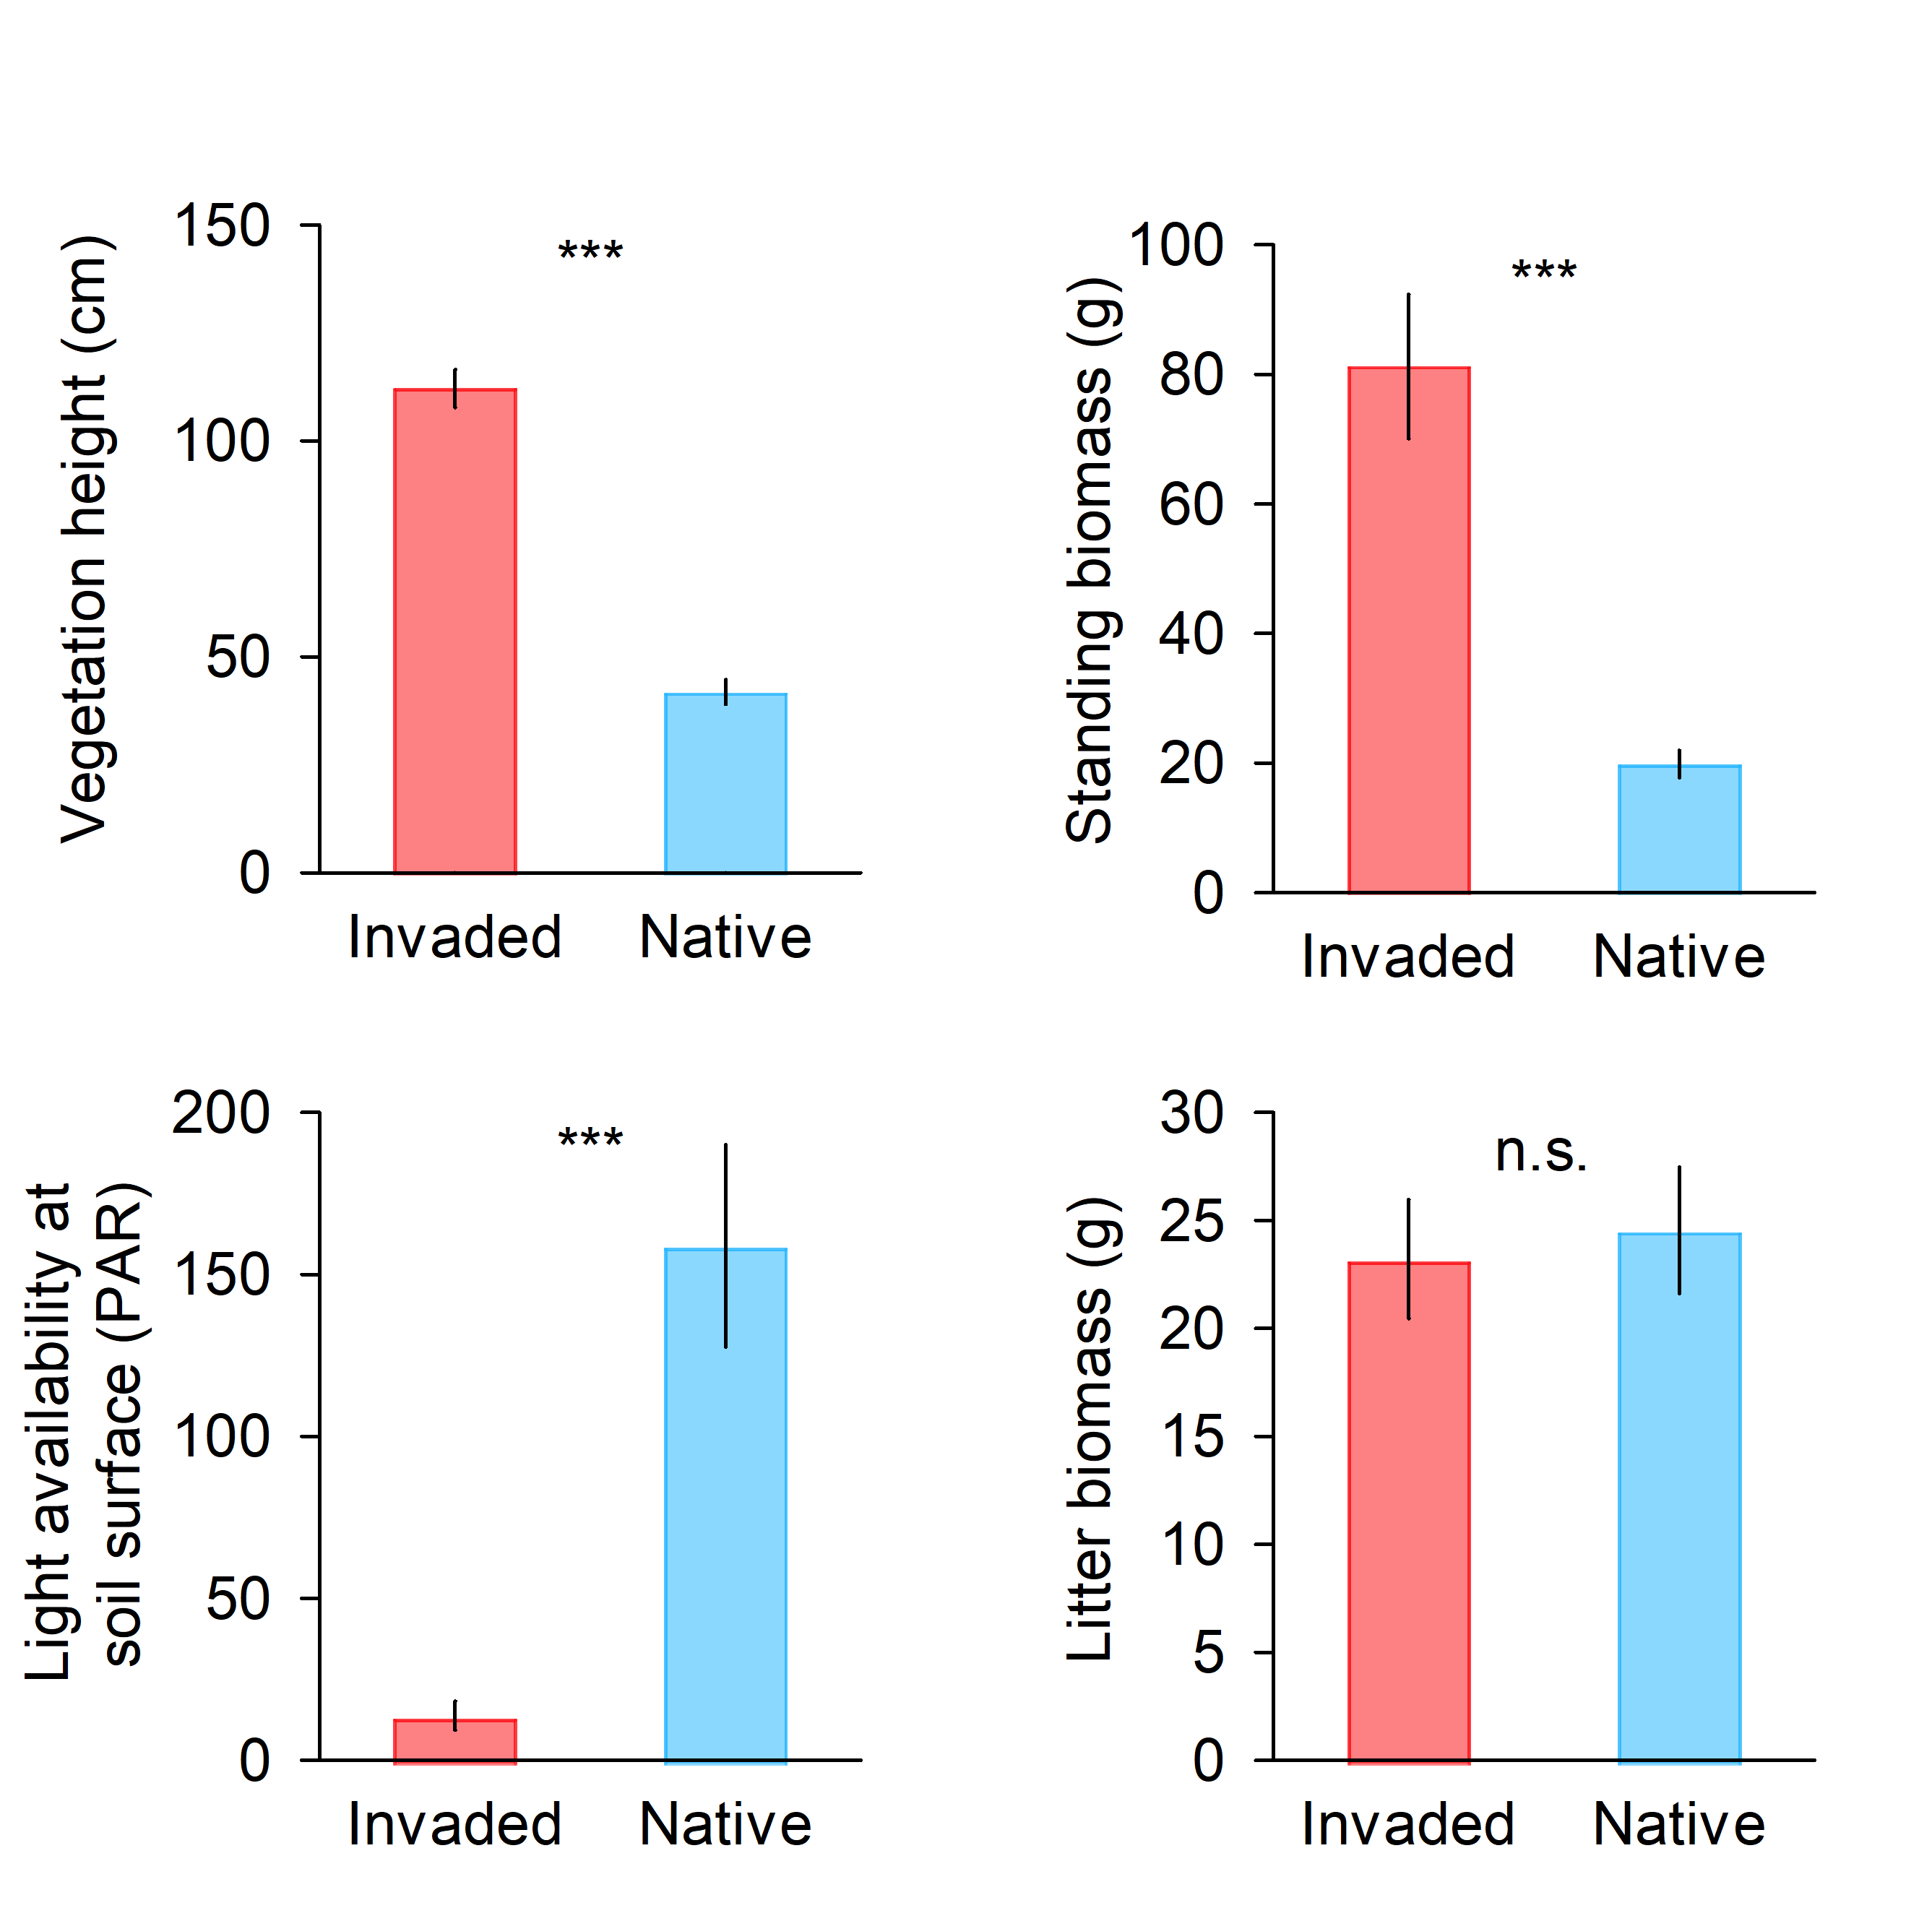 Vegetation height (cm)
150
100
50
0
***
Invaded Native
Standing biomass (g)
100
80
60
40
20
0
***
Invaded Native
Light availability at
soil surface (PAR)
200
150
100
50
0
***
Invaded Native
Litter biomass (g)
30
25
20
15
10
5
0
n.s.
Invaded Native